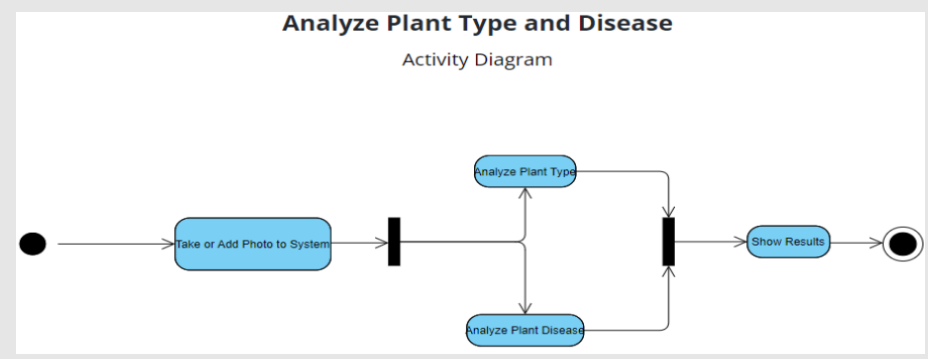 Analyze Plant Type and Disease
Activity Diagram
Analyze Plant Type
Take or Add Photo to System
Show Results
Analyze Plant Disease